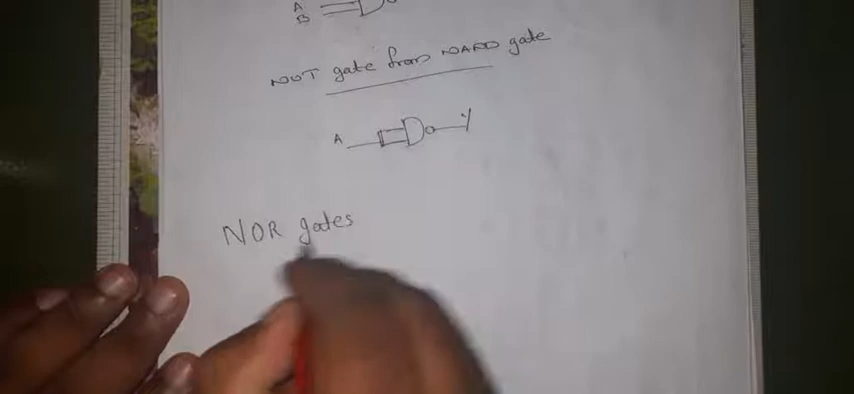 A
B
NOT gate from NAND gate
A Y
NOR gates